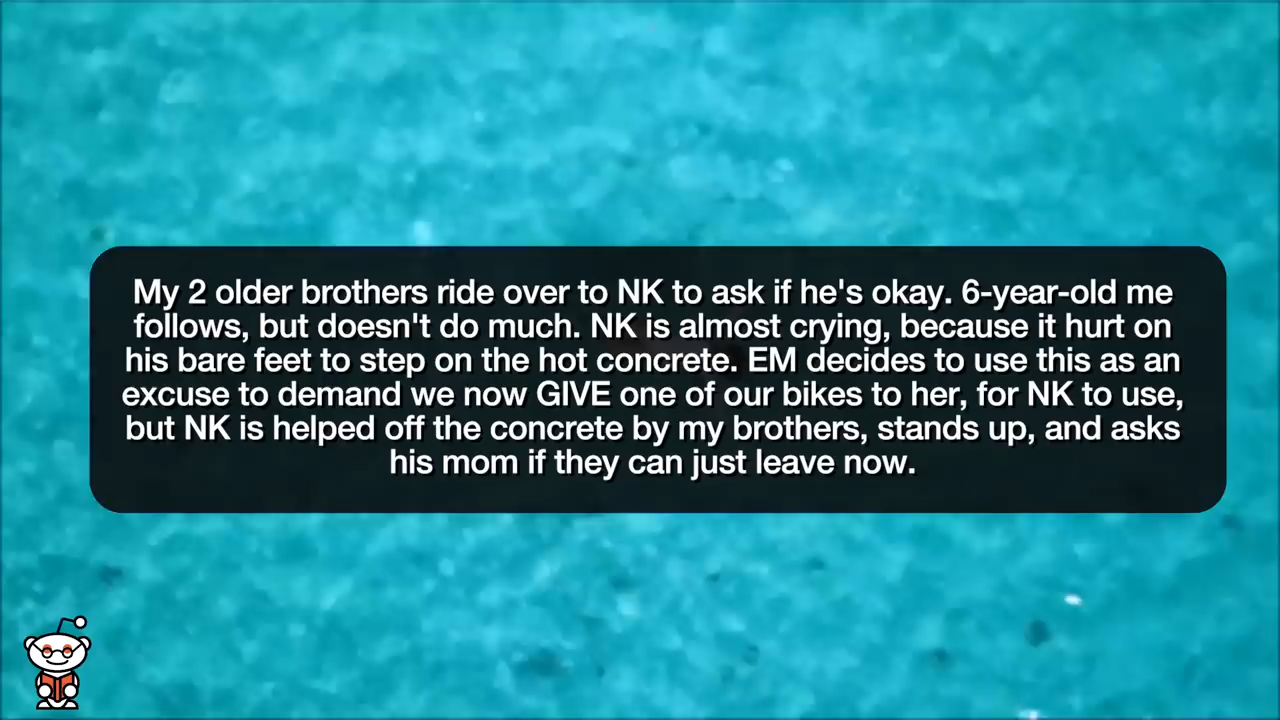 My 2 older brothers ride over to NK to ask if he's okay. 6-year-old me
follows, but doesn't do much. NK is almost crying, because it hurt on
his bare feet to step on the hot concrete. EM decides to use this as an
excuse to demand we now GIVE one of our bikes to her, for NK to use,
but NK is helped off the concrete by my brothers, stands up, and asks
his mom if they can just leave now.